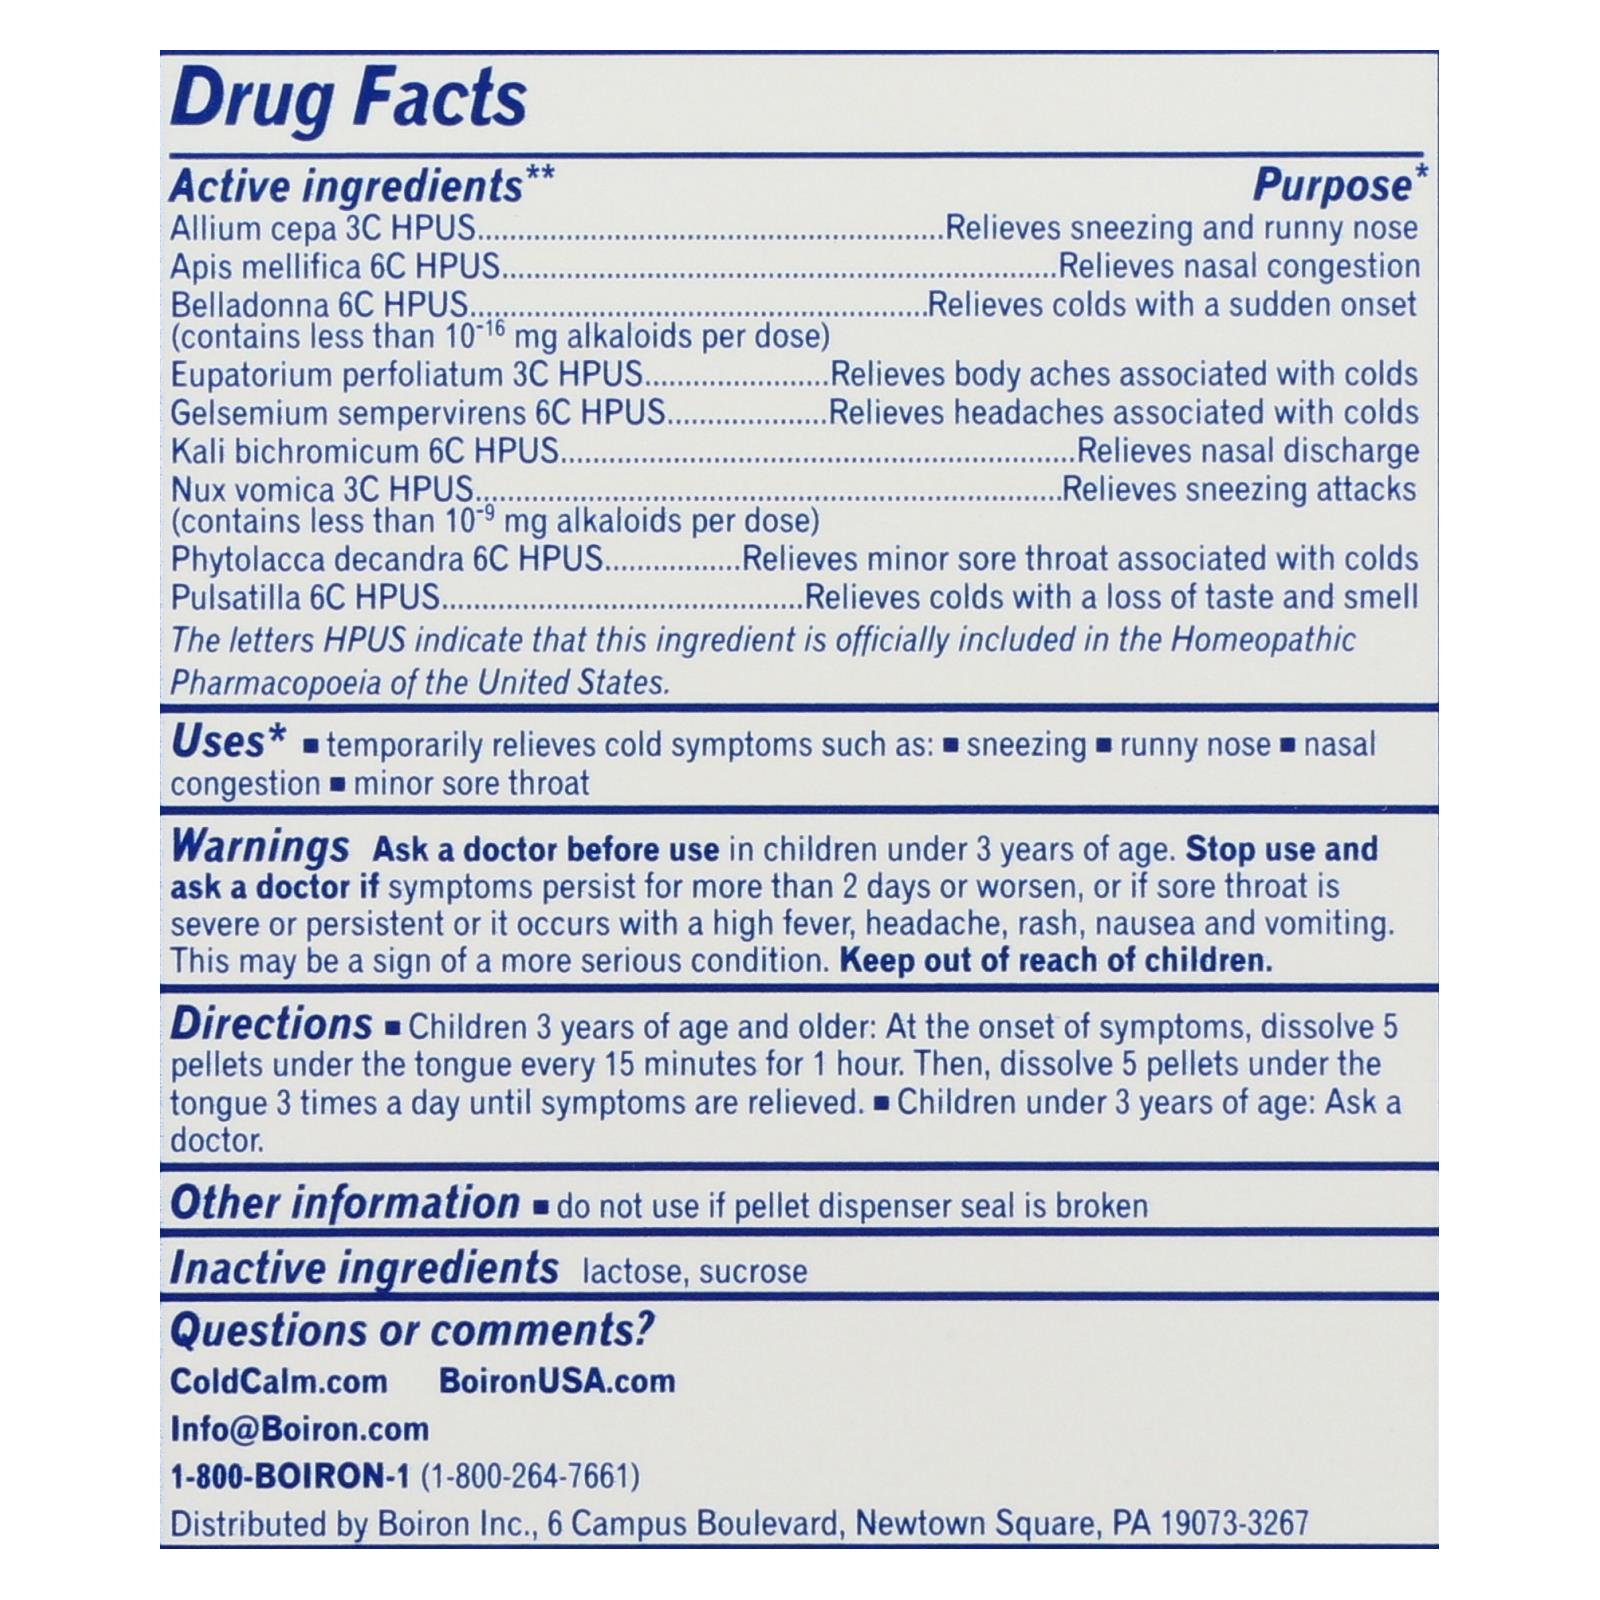 Drug Facts
Active ingredients** Purpose*
Allium cepa 3C HPUS..........Relieves sneezing and runny nose
Apis mellifica 6C HPUS..........Relieves nasal congestion
Belladonna 6C HPUS..........Relieves colds with a sudden onset
(contains less than 10⁻¹⁶ mg alkaloids per dose)
Eupatorium perfoliatum 3C HPUS..........Relieves body aches associated with colds
Gelsemium sempervirens 6C HPUS..........Relieves headaches associated with colds
Kali bichromicum 6C HPUS..........Relieves nasal discharge
Nux vomica 3C HPUS..........Relieves sneezing attacks
(contains less than 10⁻⁹ mg alkaloids per dose)
Phytolacca decandra 6C HPUS..........Relieves minor sore throat associated with colds
Pulsatilla 6C HPUS..........Relieves colds with a loss of taste and smell
The letters HPUS indicate that this ingredient is officially included in the Homeopathic
Pharmacopoeia of the United States.
Uses* ■ temporarily relieves cold symptoms such as: ■ sneezing ■ runny nose ■ nasal
congestion ■ minor sore throat
Warnings Ask a doctor before use in children under 3 years of age. Stop use and
ask a doctor if symptoms persist for more than 2 days or worsen, or if sore throat is
severe or persistent or it occurs with a high fever, headache, rash, nausea and vomiting.
This may be a sign of a more serious condition. Keep out of reach of children.
Directions ■ Children 3 years of age and older: At the onset of symptoms, dissolve 5
pellets under the tongue every 15 minutes for 1 hour. Then, dissolve 5 pellets under the
tongue 3 times a day until symptoms are relieved. ■ Children under 3 years of age: Ask a
doctor.
Other information ■ do not use if pellet dispenser seal is broken
Inactive ingredients lactose, sucrose
Questions or comments?
ColdCalm.com BoironUSA.com
Info@Boiron.com
1-800-BOIRON-1 (1-800-264-7661)
Distributed by Boiron Inc., 6 Campus Boulevard, Newtown Square, PA 19073-3267